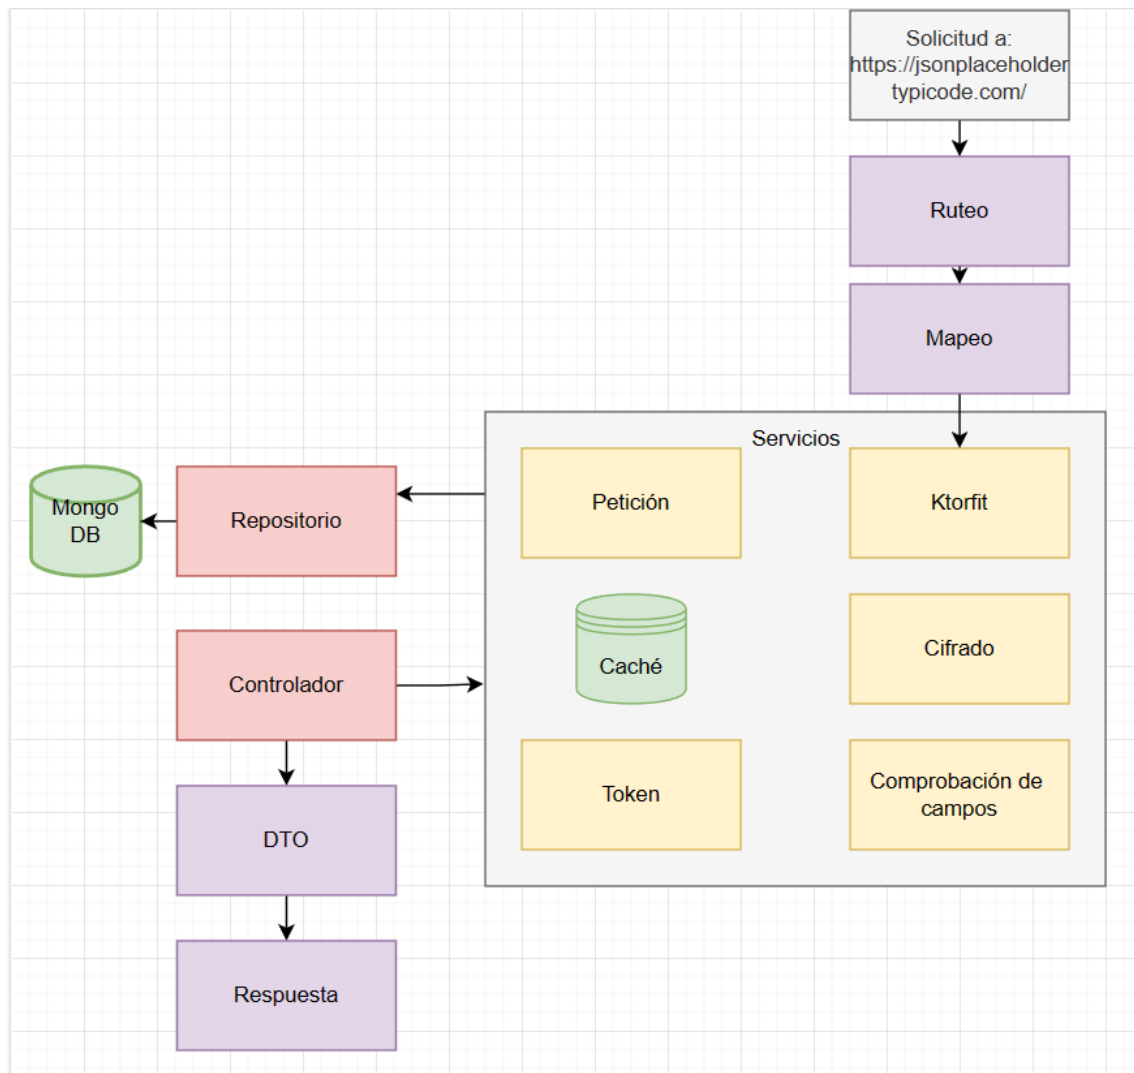 Solicitud a:
https://jsonplaceholder
typicode.com/
Ruteo
Mapeo
Servicios
Petición
Ktorfit
Mongo
DB
Repositorio
Caché
Cifrado
Controlador
Token
Comprobación de
campos
DTO
Respuesta